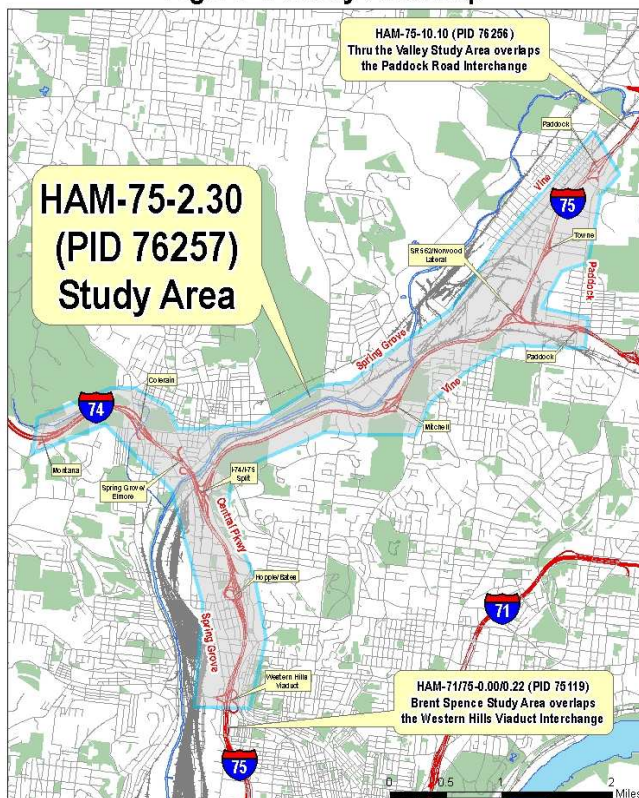 HAM-75-10.10 (PID 76256)
Thru the Valley Study Area overlaps
the Paddock Road Interchange
Paddock
Vine
75
HAM-75-2.30
(PID 76257)
Study Area
SR 562/Norwood
Lateral
Towne
Paddock
Spring Grove
Vine
Paddock
Colerain
74
Mitchell
Montana
Spring Grove/
Elmore
I-74/I-75
Split
Central Pkwy
Hopple/Bates
71
Spring Grove
Western Hills
Viaduct
HAM-71/75-0.00/0.22 (PID 75119)
Brent Spence Study Area overlaps
the Western Hills Viaduct Interchange
75
0 0.5 1 2
Miles